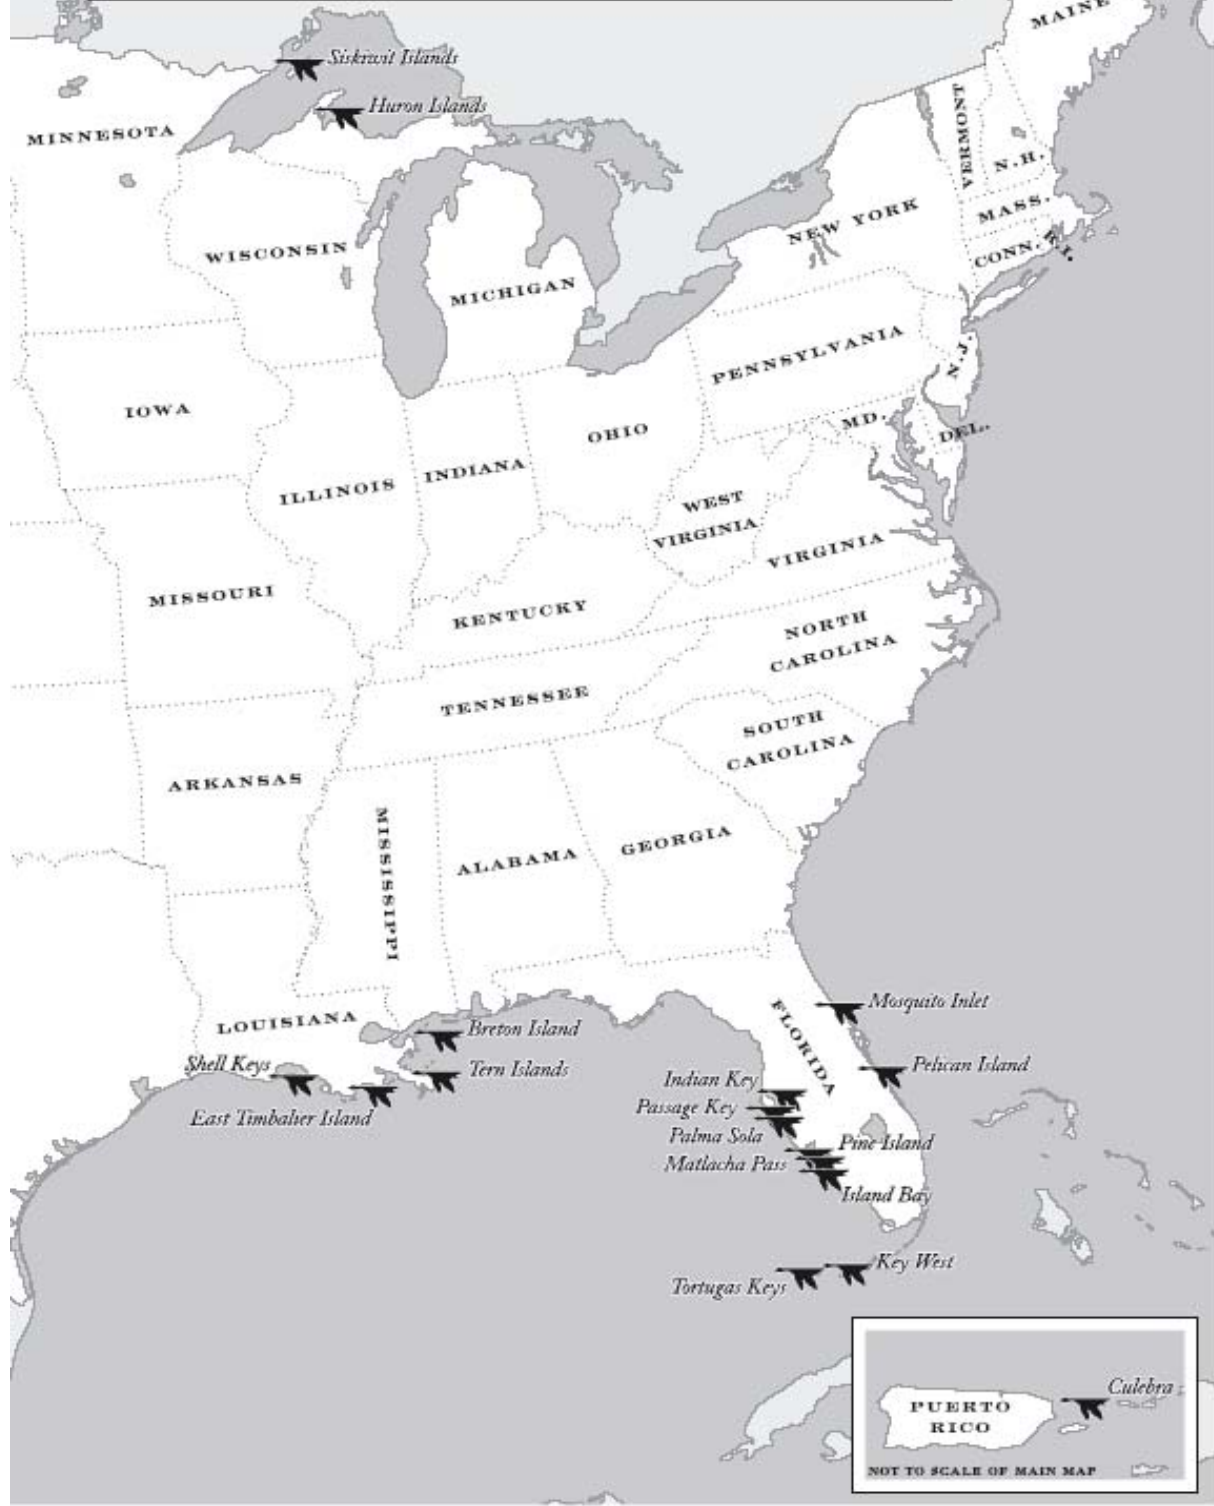 MAINE
Siskiwit Islands
Huron Islands
MINNESOTA
VERMONT
N.H.
MASS.
NEW YORK
CONN.
R.I.
WISCONSIN
MICHIGAN
PENNSYLVANIA
N.J.
IOWA
OHIO
MD.
DEL.
ILLINOIS
INDIANA
WEST
VIRGINIA
VIRGINIA
MISSOURI
KENTUCKY
NORTH
CAROLINA
TENNESSEE
SOUTH
CAROLINA
ARKANSAS
MISSISSIPPI
ALABAMA
GEORGIA
LOUISIANA
FLORIDA
Mosquito Inlet
Breton Island
Shell Keys
Tern Islands
Pelican Island
East Timbalier Island
Indian Key
Passage Key
Palma Sola
Pine Island
Matlacha Pass
Island Bay
Key West
Tortugas Keys
Culebra
PUERTO
RICO
NOT TO SCALE OF MAIN MAP